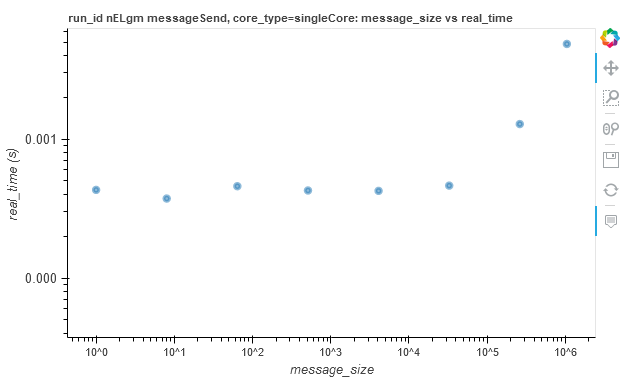 run_id nELgm messageSend, core_type=singleCore: message_size vs real_time
real_time (s)
0.001
0.000
10^0 10^1 10^2 10^3 10^4 10^5 10^6
message_size